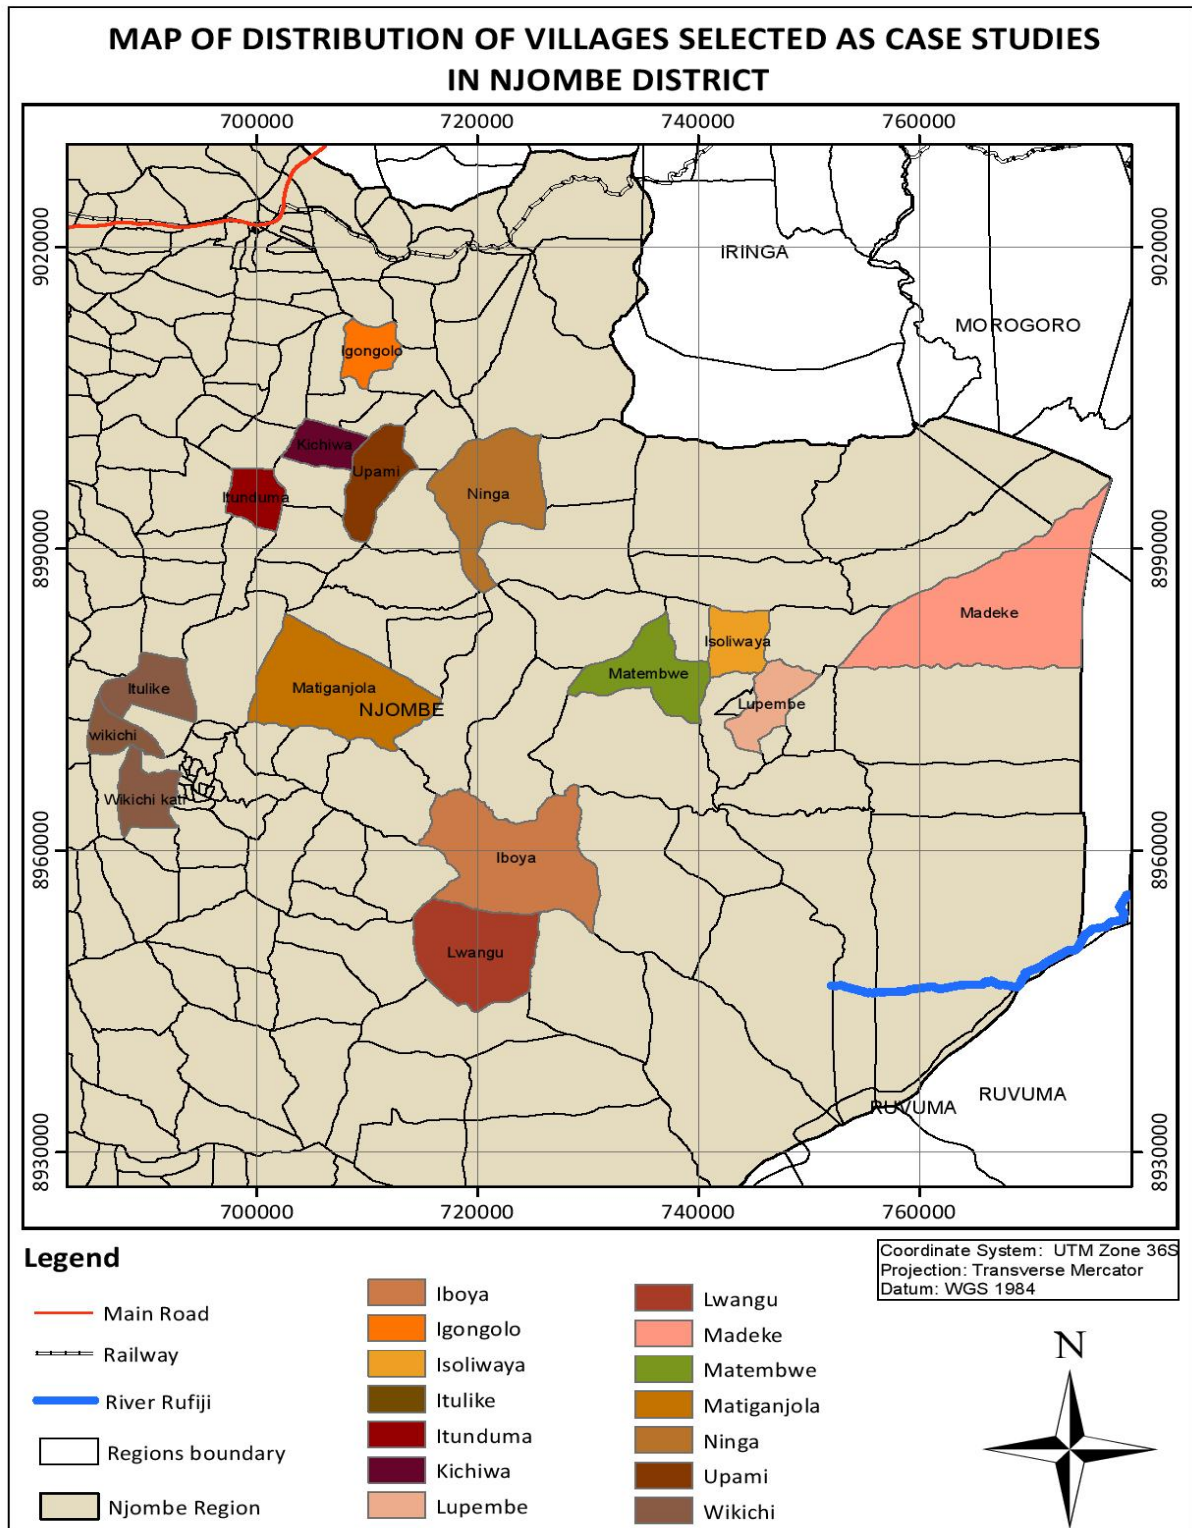 MAP OF DISTRIBUTION OF VILLAGES SELECTED AS CASE STUDIES
IN NJOMBE DISTRICT
700000 720000 740000 760000
9020000
9020000
IRINGA
MOROGORO
Igongolo
Kichiwa
Upami
Itunduma
Ninga
8990000
8990000
Madeke
Isoliwaya
Matembwe
Itulike
Matiganjola
Lupembe
NJOMBE
wikichi
Wikichi kati
8960000
8960000
Iboya
Lwangu
RUVUMA
RUVUMA
8930000
8930000
700000 720000 740000 760000
Legend
Main Road
Railway
River Rufiji
Regions boundary
Njombe Region
Iboya
Igongolo
Isoliwaya
Itulike
Itunduma
Kichiwa
Lupembe
Lwangu
Madeke
Matembwe
Matiganjola
Ninga
Upami
Wikichi
Coordinate System: UTM Zone 36S
Projection: Transverse Mercator
Datum: WGS 1984
N